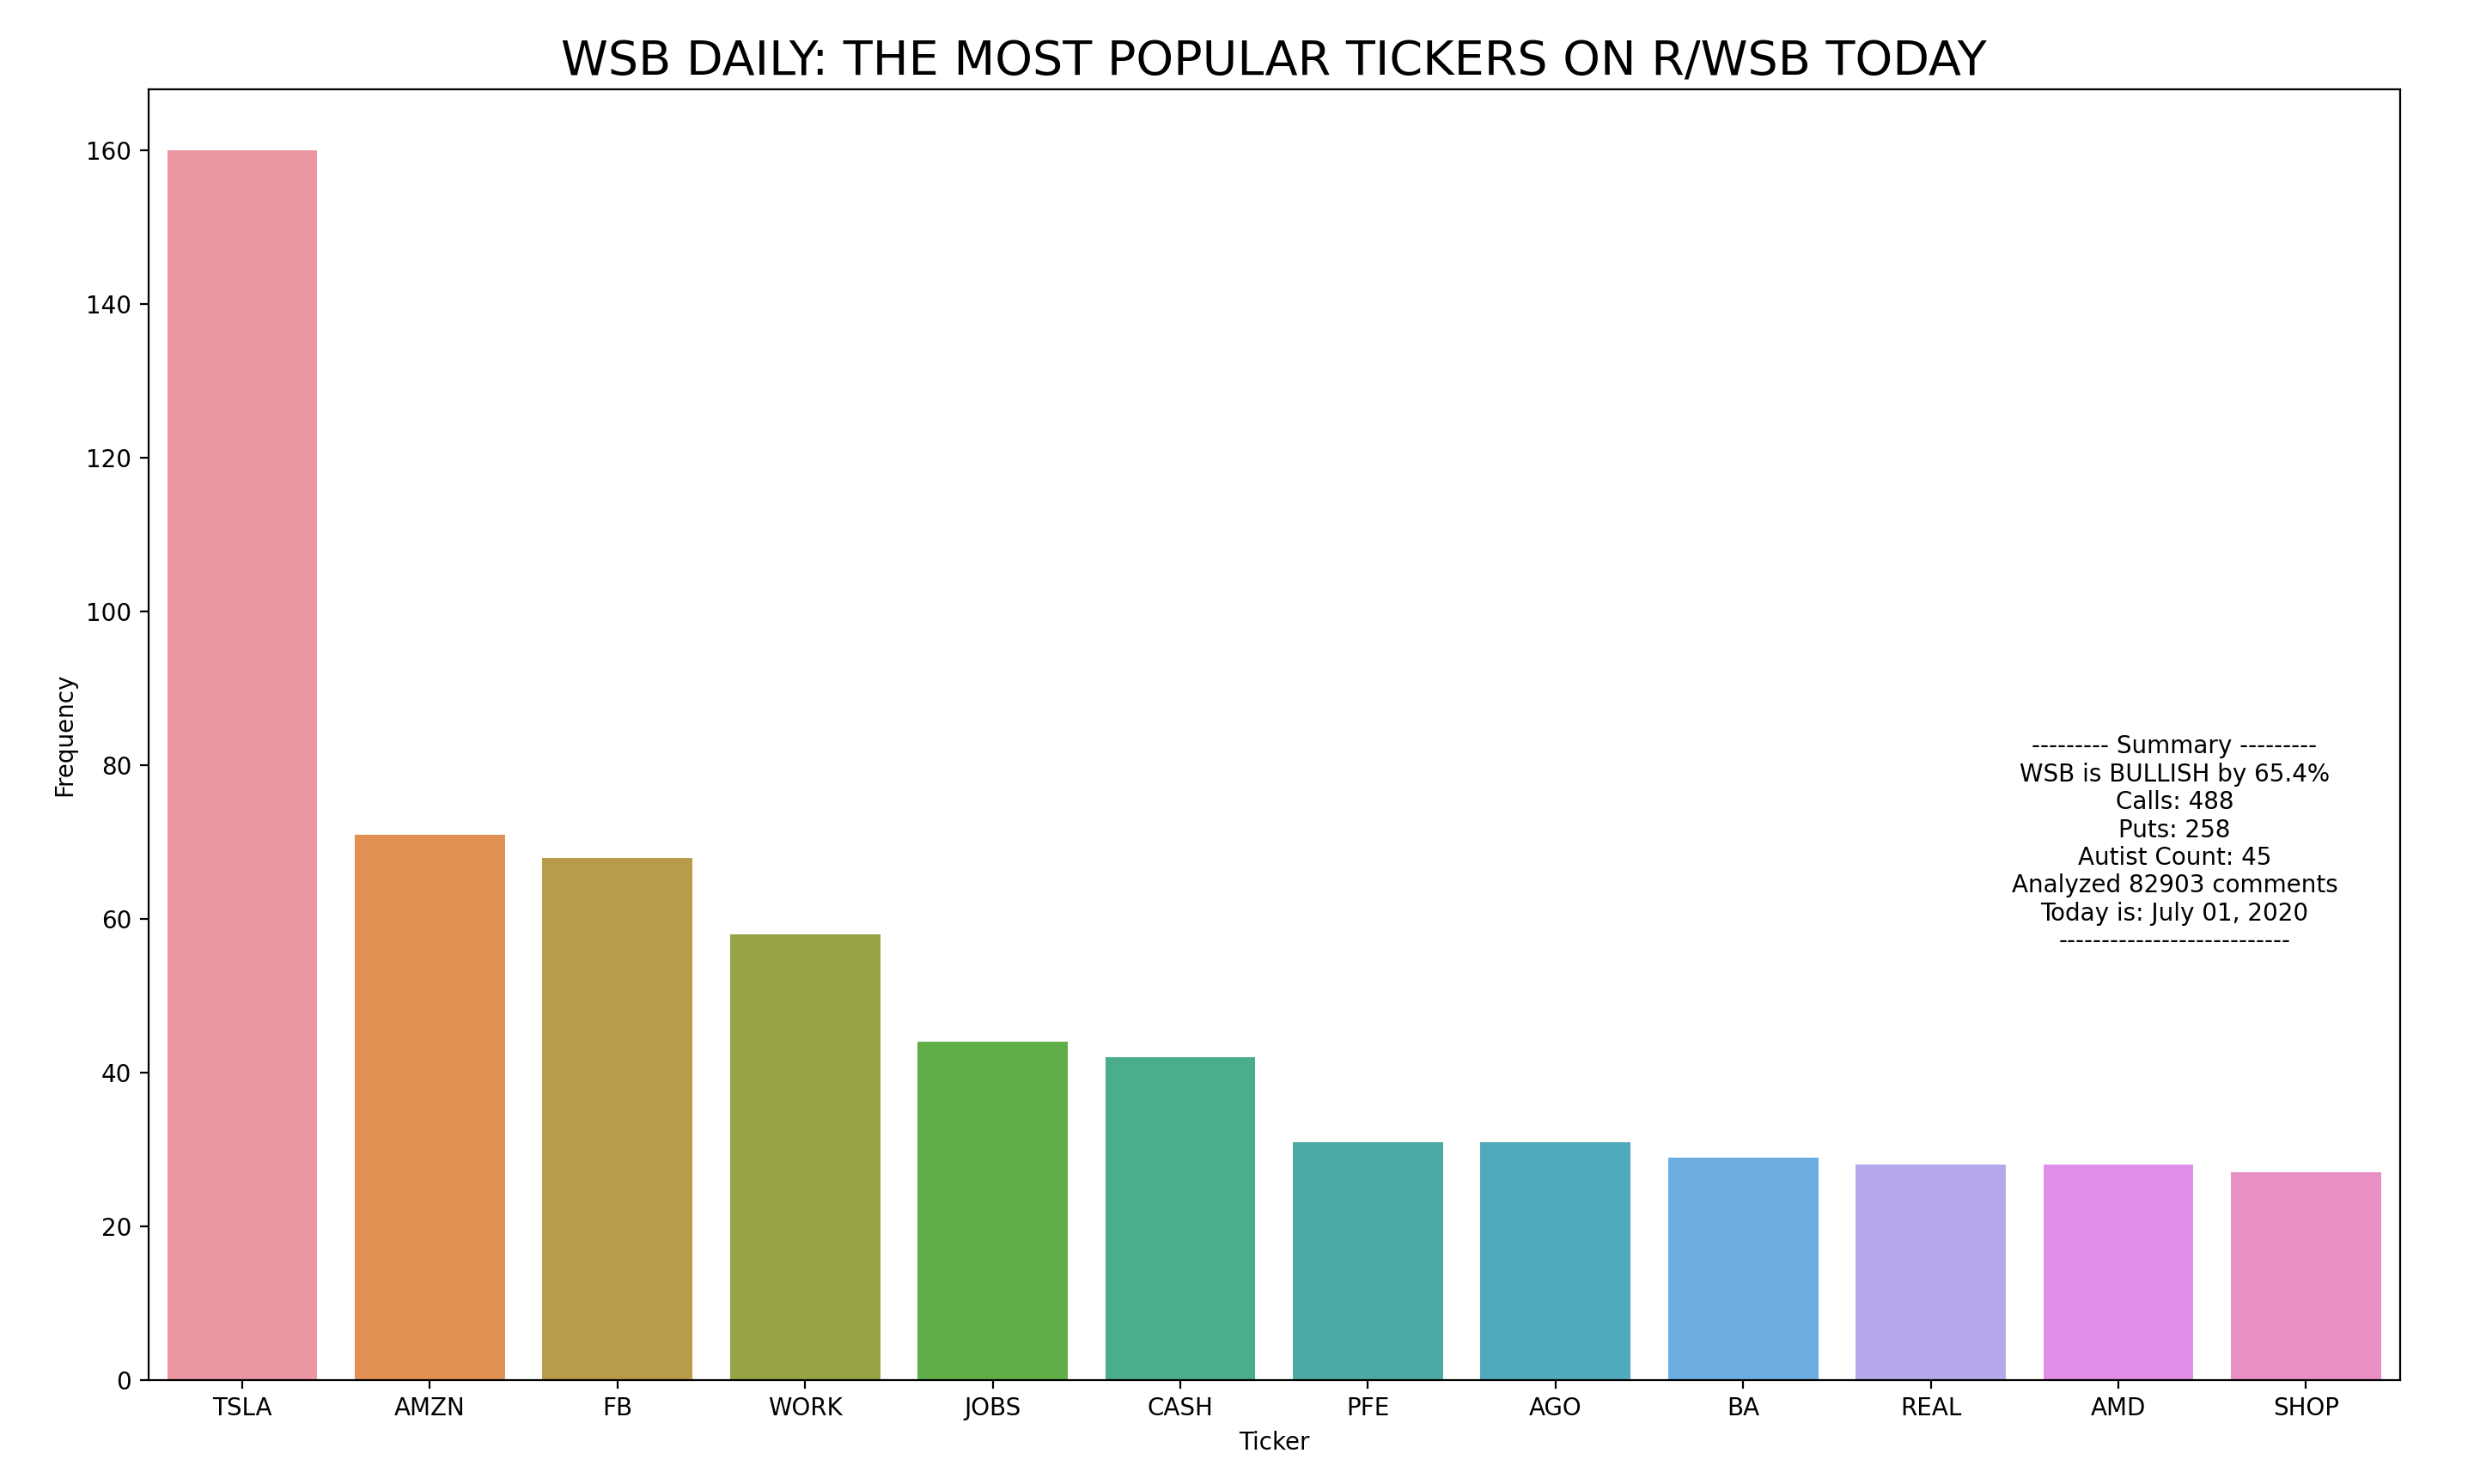 WSB DAILY: THE MOST POPULAR TICKERS ON R/WSB TODAY
160
140
120
100
80
60
40
20
0
Frequency
--------- Summary ---------
WSB is BULLISH by 65.4%
Calls: 488
Puts: 258
Autist Count: 45
Analyzed 82903 comments
Today is: July 01, 2020
---------------------------
TSLA AMZN FB WORK JOBS CASH PFE AGO BA REAL AMD SHOP
Ticker